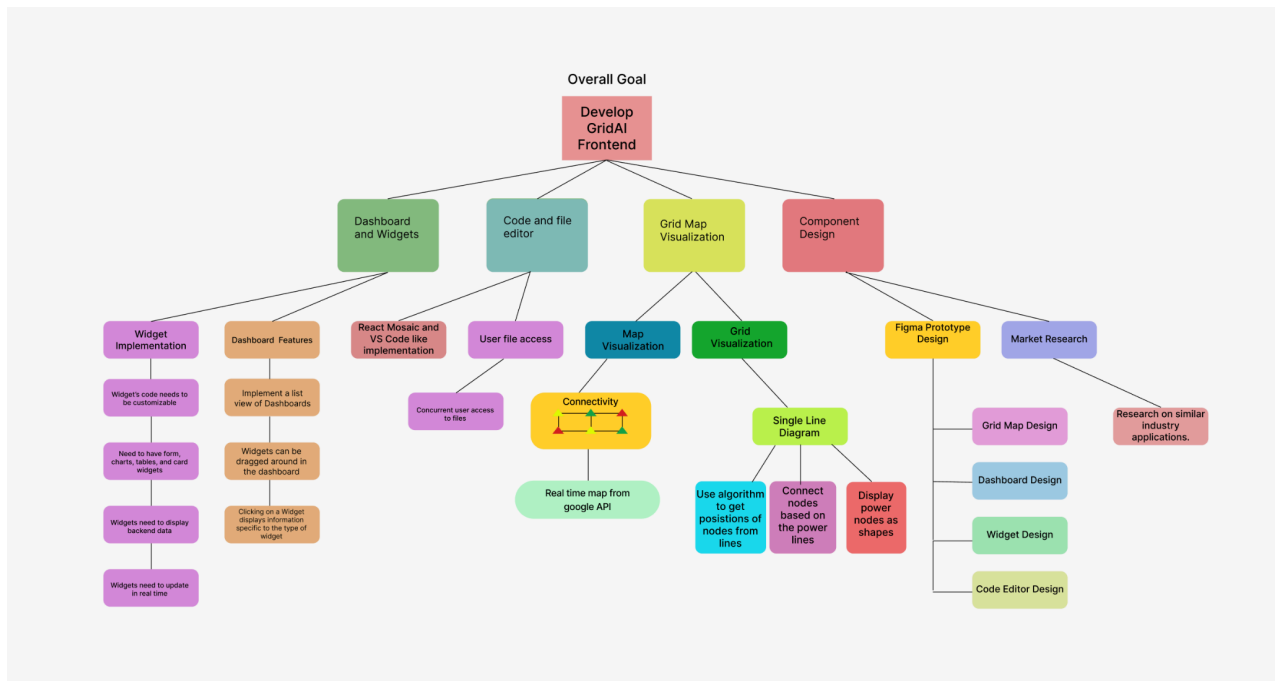 Overall Goal
Develop
GridAI
Frontend
Dashboard
and Widgets
Code and file
editor
Grid Map
Visualization
Component
Design
Widget
Implementation
Dashboard Features
React Mosaic and
VS Code like
implementation
User file access
Map
Visualization
Grid
Visualization
Figma Prototype
Design
Market Research
Widget's code needs to
be customizable
Implement a list
view of Dashboards
Concurrent user access
to files
Connectivity
Single Line
Diagram
Grid Map Design
Research on similar
industry
applications.
Need to have form,
charts, tables, and card
widgets
Widgets can be
dragged around in
the dashboard
Real time map from
google API
Use algorithm
to get
posistions of
nodes from
lines
Connect
nodes
based on
the power
lines
Display
power
nodes as
shapes
Dashboard Design
Widgets need to display
backend data
Clicking on a Widget
displays information
specific to the type of
widget
Widget Design
Widgets need to update
in real time
Code Editor Design